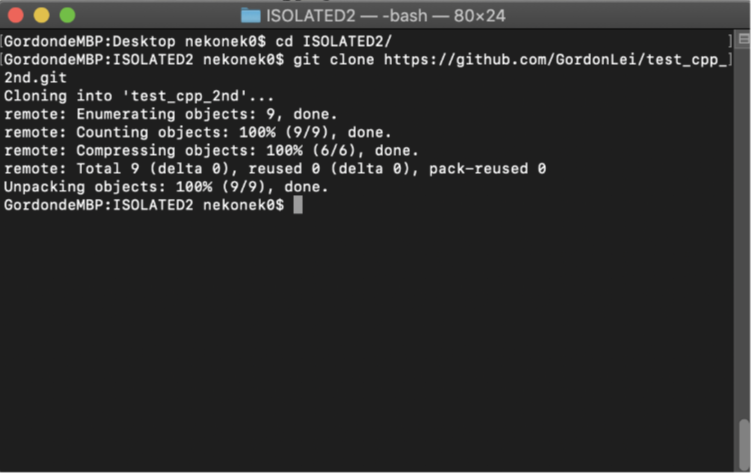 ISOLATED2 — -bash — 80×24
[GordondeMBP:Desktop nekonek0$ cd ISOLATED2/ ]
[GordondeMBP:ISOLATED2 nekonek0$ git clone https://github.com/GordonLei/test_cpp_]
2nd.git
Cloning into 'test_cpp_2nd'...
remote: Enumerating objects: 9, done.
remote: Counting objects: 100% (9/9), done.
remote: Compressing objects: 100% (6/6), done.
remote: Total 9 (delta 0), reused 0 (delta 0), pack-reused 0
Unpacking objects: 100% (9/9), done.
GordondeMBP:ISOLATED2 nekonek0$